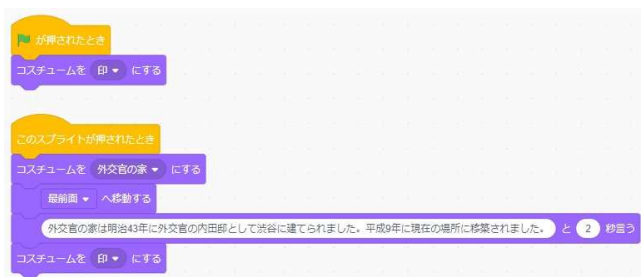 が押されたとき
コスチュームを 印 にする
このスプライトが押されたとき
コスチュームを 外交官の家 にする
最前面 へ移動する
外交官の家は明治43年に外交官の内田邸として渋谷に建てられました。平成9年に現在の場所に移築されました。 と 2 秒言う
コスチュームを 印 にする